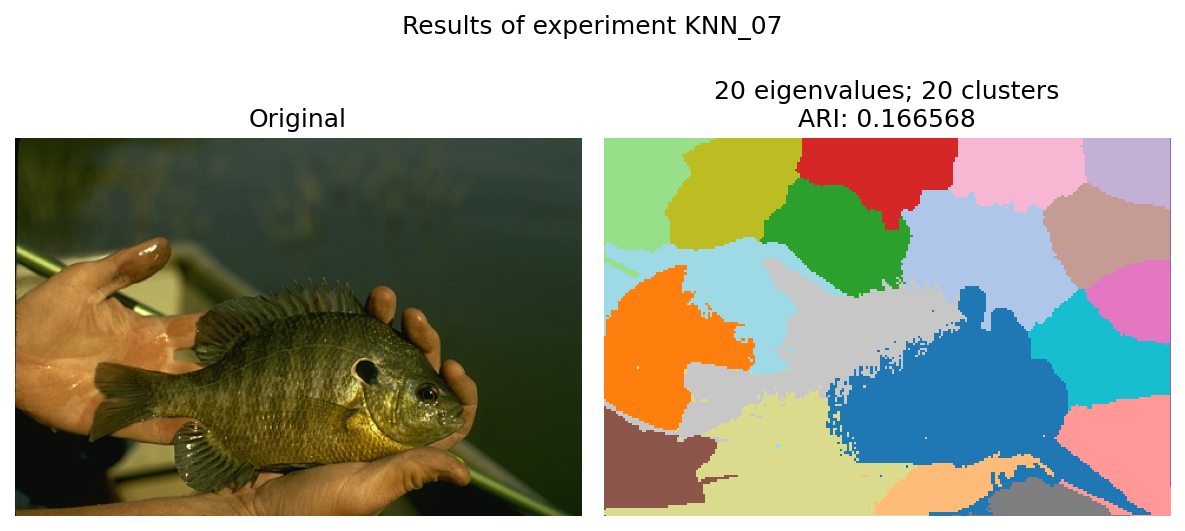 Results of experiment KNN_07
Original
20 eigenvalues; 20 clusters
ARI: 0.166568